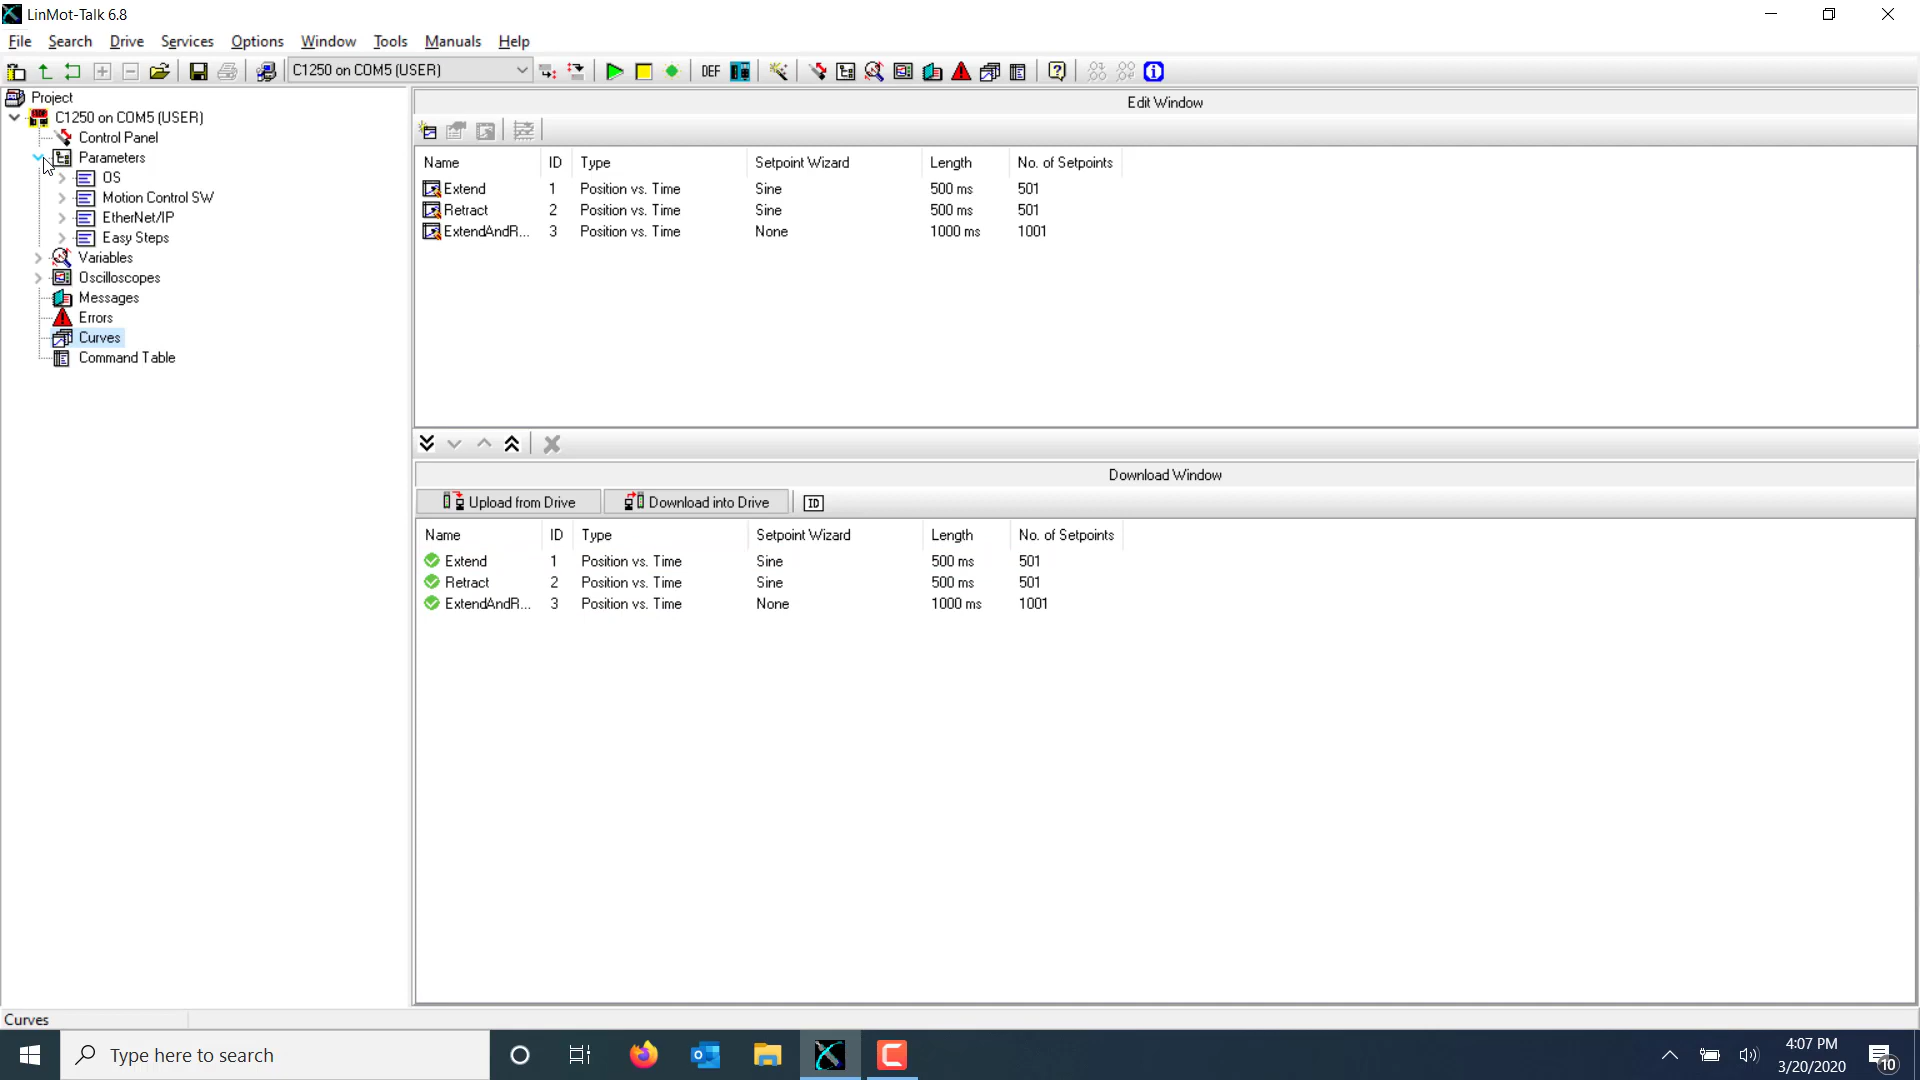 LinMot-Talk 6.8
File Search Drive Services Options Window Tools Manuals Help
C1250 on COM5 (USER) DEF
Project
C1250 on COM5 (USER)
Control Panel
Parameters
OS
Motion Control SW
EtherNet/IP
Easy Steps
Variables
Oscilloscopes
Messages
Errors
Curves
Command Table
Edit Window
Name ID Type Setpoint Wizard Length No. of Setpoints
Extend 1 Position vs. Time Sine 500 ms 501
Retract 2 Position vs. Time Sine 500 ms 501
ExtendAndR... 3 Position vs. Time None 1000 ms 1001
Download Window
Upload from Drive Download into Drive ID
Name ID Type Setpoint Wizard Length No. of Setpoints
Extend 1 Position vs. Time Sine 500 ms 501
Retract 2 Position vs. Time Sine 500 ms 501
ExtendAndR... 3 Position vs. Time None 1000 ms 1001
Curves
Type here to search
4:07 PM
3/20/2020
10